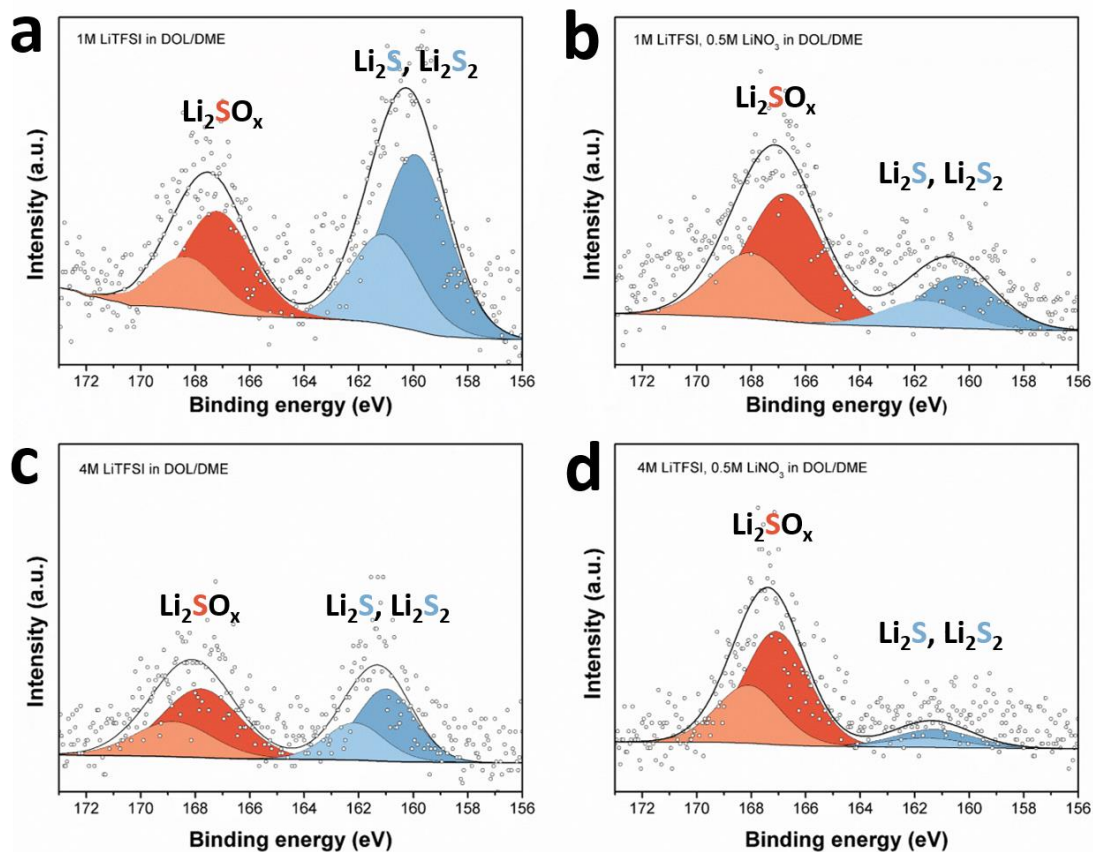 a
1M LiTFSI in DOL/DME
Li₂S, Li₂S₂
Li₂SOₓ
Intensity (a.u.)
172 170 168 166 164 162 160 158 156
Binding energy (eV)
b
1M LiTFSI, 0.5M LiNO₃ in DOL/DME
Li₂SOₓ
Li₂S, Li₂S₂
Intensity (a.u.)
172 170 168 166 164 162 160 158 156
Binding energy (eV)
c
4M LiTFSI in DOL/DME
Li₂SOₓ Li₂S, Li₂S₂
Intensity (a.u.)
172 170 168 166 164 162 160 158 156
Binding energy (eV)
d
4M LiTFSI, 0.5M LiNO₃ in DOL/DME
Li₂SOₓ
Li₂S, Li₂S₂
Intensity (a.u.)
172 170 168 166 164 162 160 158 156
Binding energy (eV)